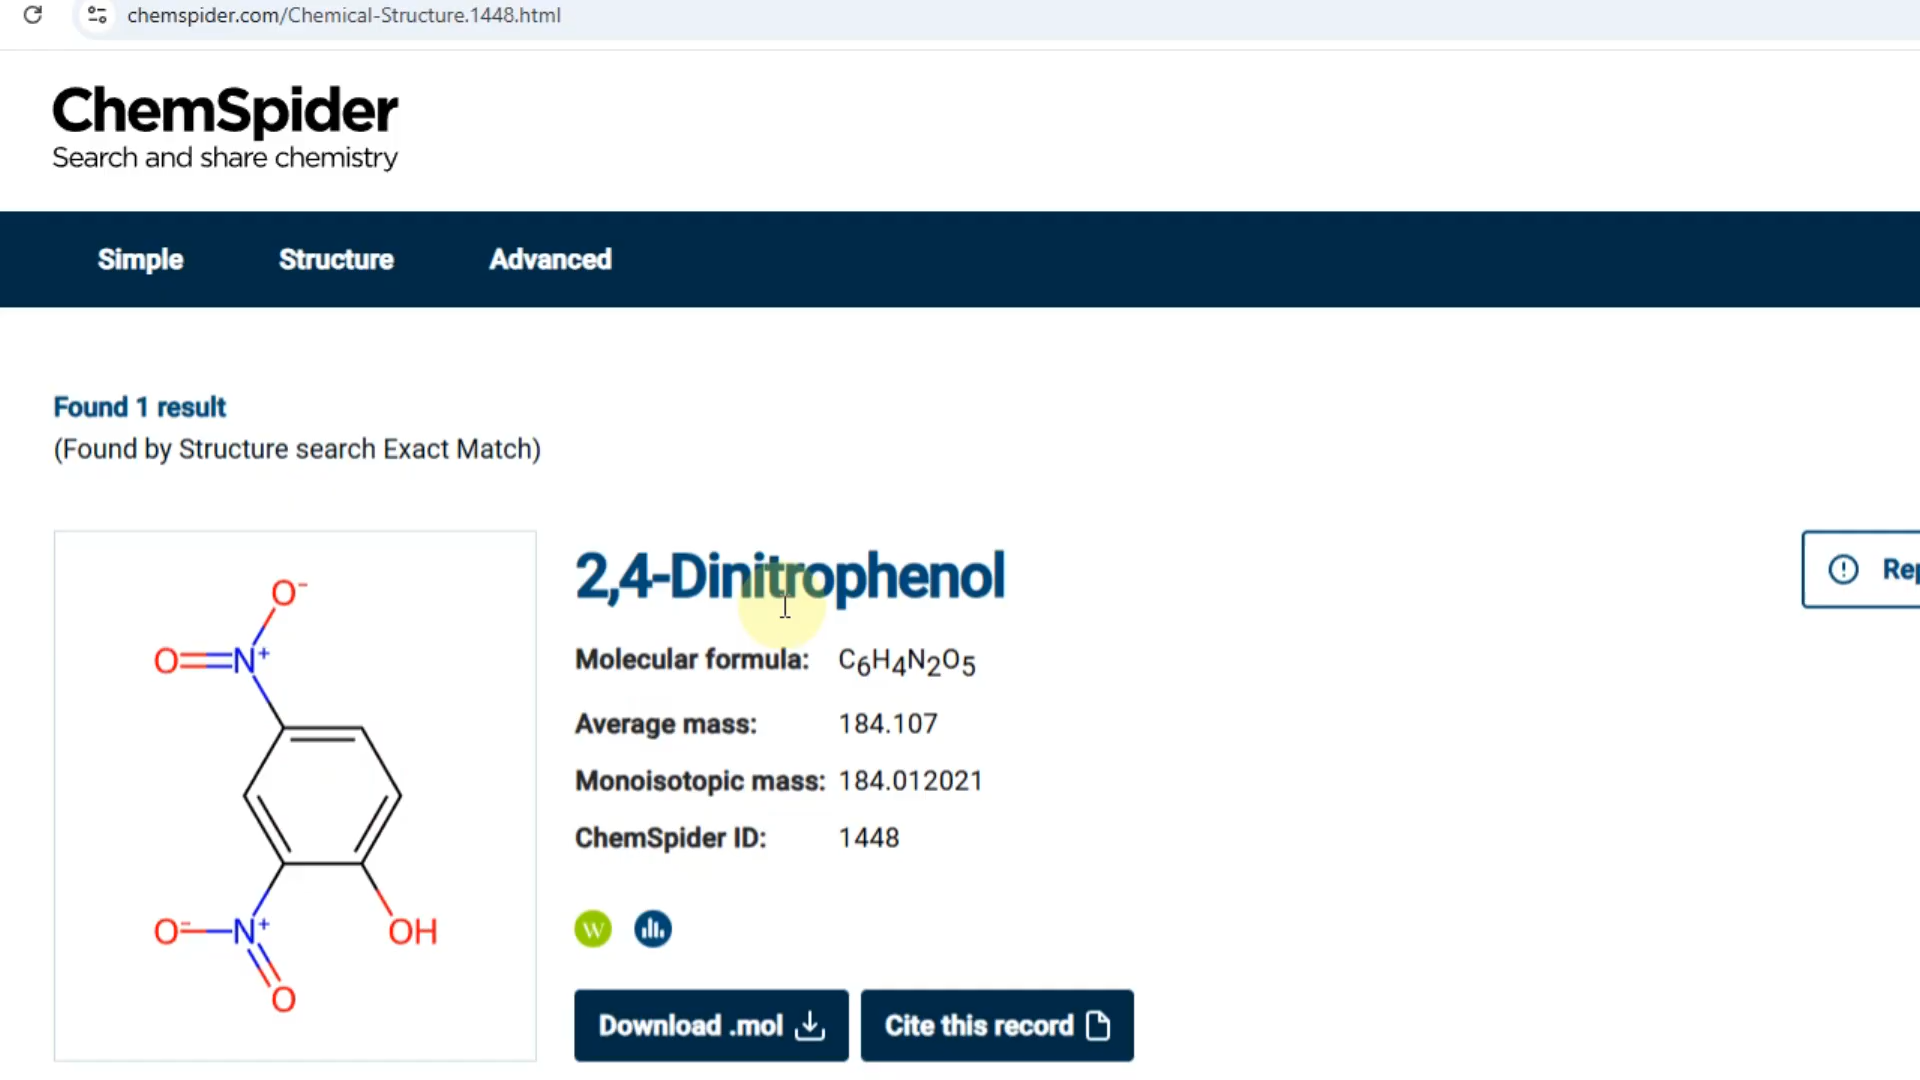 chemspider.com/Chemical-Structure.1448.html
ChemSpider
Search and share chemistry
Simple Structure Advanced
Found 1 result
(Found by Structure search Exact Match)
2,4-Dinitrophenol
Rep
Molecular formula: C6H4N2O5
Average mass: 184.107
Monoisotopic mass: 184.012021
ChemSpider ID: 1448
O-
O N+
O- N+ OH
O
W
Download .mol Cite this record